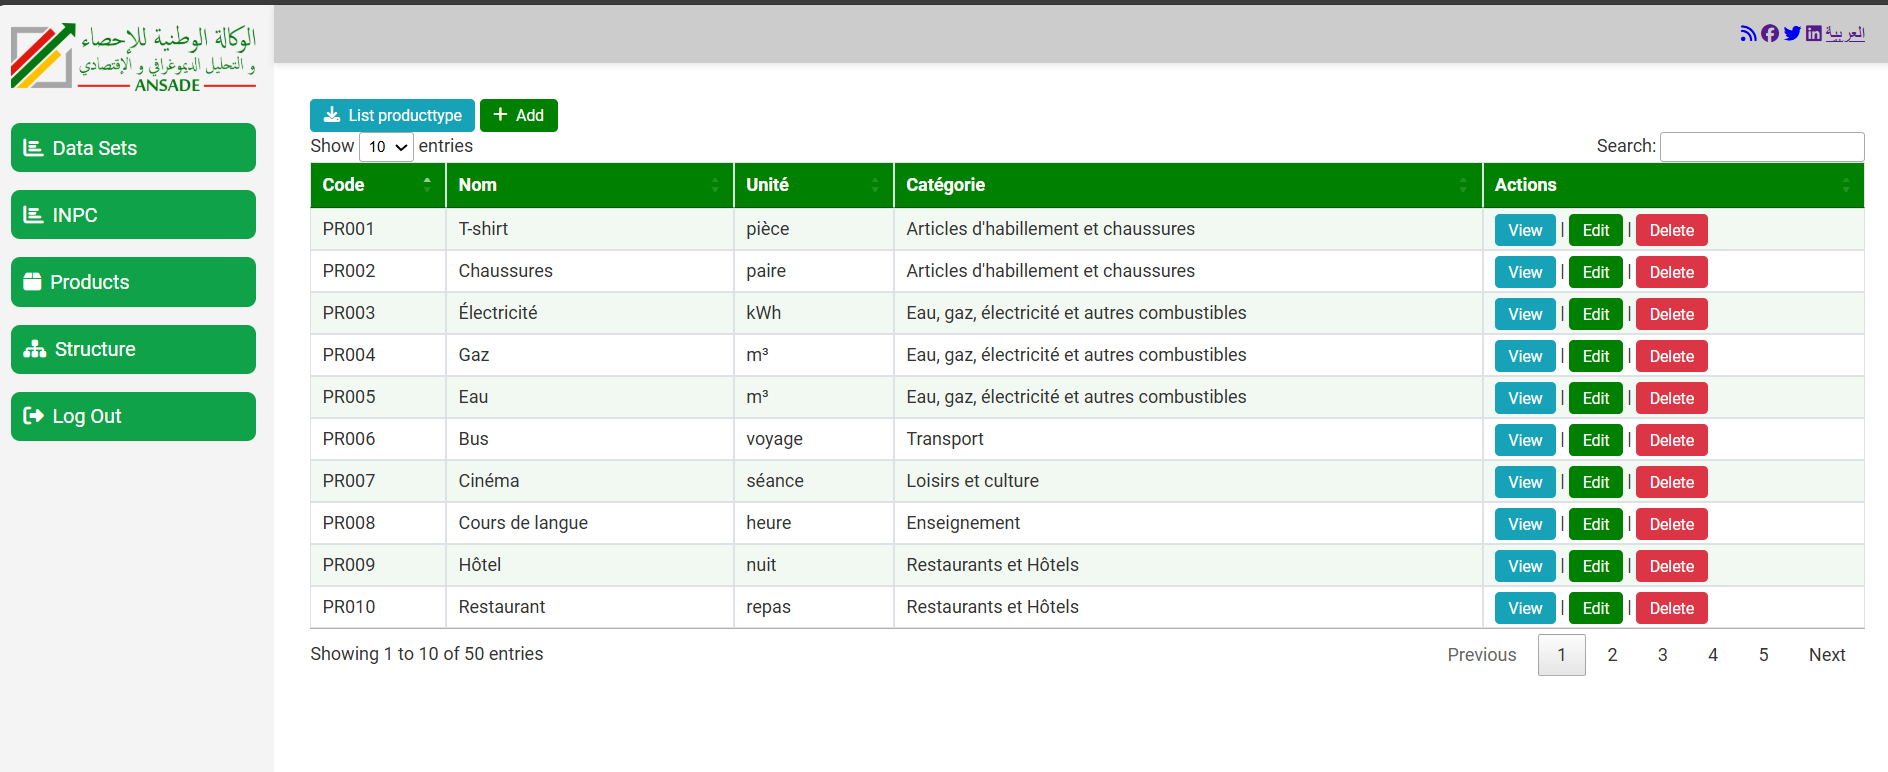 الوكالة الوطنية للإحصاء
و التحليل الديموغرافي و الإقتصادي
ANSADE
العربية
Data Sets
INPC
Products
Structure
Log Out
List producttype Add
Show 10 entries Search:
Code Nom Unité Catégorie Actions
PR001 T-shirt pièce Articles d'habillement et chaussures View | Edit | Delete
PR002 Chaussures paire Articles d'habillement et chaussures View | Edit | Delete
PR003 Électricité kWh Eau, gaz, électricité et autres combustibles View | Edit | Delete
PR004 Gaz m³ Eau, gaz, électricité et autres combustibles View | Edit | Delete
PR005 Eau m³ Eau, gaz, électricité et autres combustibles View | Edit | Delete
PR006 Bus voyage Transport View | Edit | Delete
PR007 Cinéma séance Loisirs et culture View | Edit | Delete
PR008 Cours de langue heure Enseignement View | Edit | Delete
PR009 Hôtel nuit Restaurants et Hôtels View | Edit | Delete
PR010 Restaurant repas Restaurants et Hôtels View | Edit | Delete
Showing 1 to 10 of 50 entries Previous 1 2 3 4 5 Next